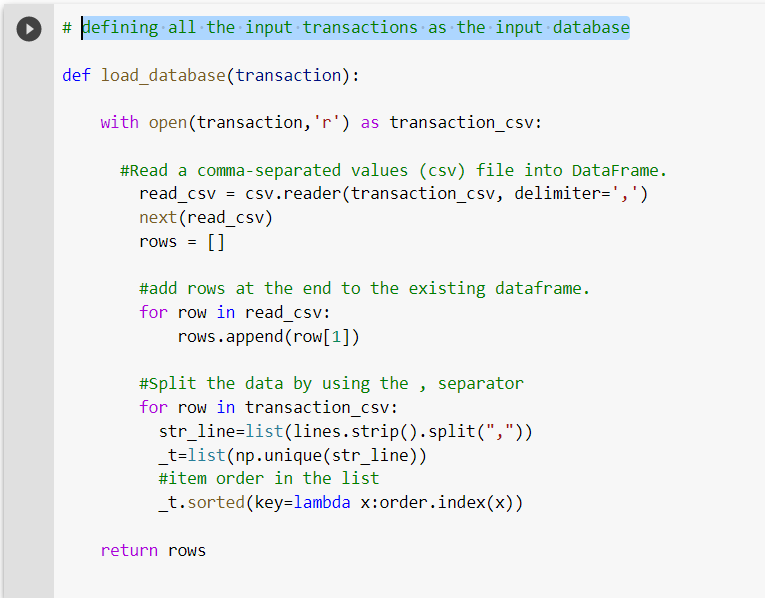 # defining all the input transactions as the input database
def load_database(transaction):
with open(transaction,'r') as transaction_csv:
#Read a comma-separated values (csv) file into DataFrame.
read_csv = csv.reader(transaction_csv, delimiter=',')
next(read_csv)
rows = []
#add rows at the end to the existing dataframe.
for row in read_csv:
rows.append(row[1])
#Split the data by using the , separator
for row in transaction_csv:
str_line=list(lines.strip().split(","))
_t=list(np.unique(str_line))
#item order in the list
_t.sorted(key=lambda x:order.index(x))
return rows